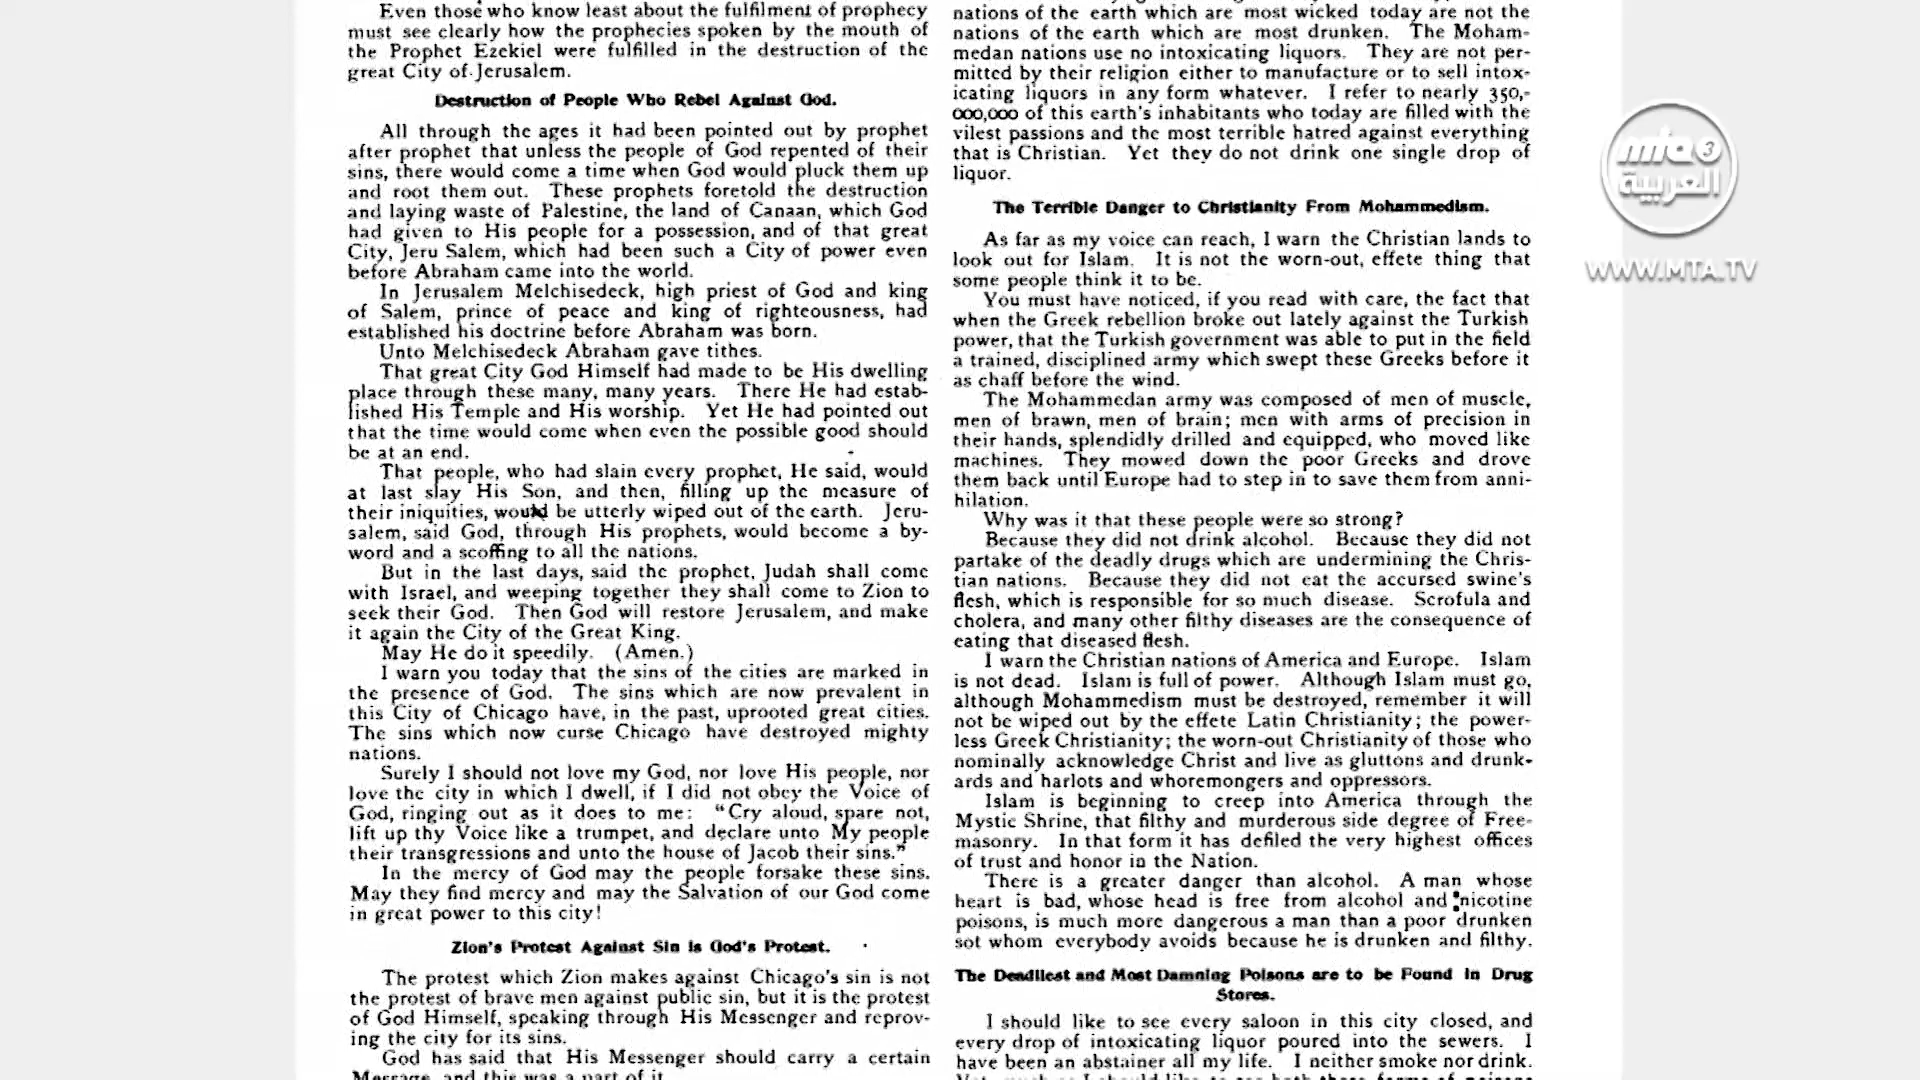 Even those who know least about the fulfilment of prophecy
must see clearly how the prophecies spoken by the mouth of
the Prophet Ezekiel were fulfilled in the destruction of the
great City of Jerusalem.
Destruction of People Who Rebel Against God.
All through the ages it had been pointed out by prophet
after prophet that unless the people of God repented of their
sins, there would come a time when God would pluck them up
and root them out. These prophets foretold the destruction
and laying waste of Palestine, the land of Canaan, which God
had given to His people for a possession, and of that great
City, Jeru Salem, which had been such a City of power even
before Abraham came into the world.
In Jerusalem Melchisedeck, high priest of God and king
of Salem, prince of peace and king of righteousness, had
established his doctrine before Abraham was born.
Unto Melchisedeck Abraham gave tithes.
That great City God Himself had made to be His dwelling
place through these many, many years. There He had estab-
lished His Temple and His worship. Yet He had pointed out
that the time would come when even the possible good should
be at an end.
That people, who had slain every prophet, He said, would
at last slay His Son, and then, filling up the measure of
their iniquities, would be utterly wiped out of the earth. Jeru-
salem, said God, through His prophets, would become a by-
word and a scoffing to all the nations.
But in the last days, said the prophet, Judah shall come
with Israel, and weeping together they shall come to Zion to
seek their God. Then God will restore Jerusalem, and make
it again the City of the Great King.
May He do it speedily. (Amen.)
I warn you today that the sins of the cities are marked in
the presence of God. The sins which are now prevalent in
this City of Chicago have, in the past, uprooted great cities.
The sins which now curse Chicago have destroyed mighty
nations.
Surely I should not love my God, nor love His people, nor
love the city in which I dwell, if I did not obey the Voice of
God, ringing out as it does to me: "Cry aloud, spare not,
lift up thy Voice like a trumpet, and declare unto My people
their transgressions and unto the house of Jacob their sins."
In the mercy of God may the people forsake these sins.
May they find mercy and may the Salvation of our God come
in great power to this city!
Zion's Protest Against Sin is God's Protest.
The protest which Zion makes against Chicago's sin is not
the protest of brave men against public sin, but it is the protest
of God Himself, speaking through His Messenger and reprov-
ing the city for its sins.
God has said that His Messenger should carry a certain
Message, and this was a part of it.
nations of the earth which are most wicked today are not the
nations of the earth which are most drunken. The Moham-
medan nations use no intoxicating liquors. They are not per-
mitted by their religion either to manufacture or to sell intox-
icating liquors in any form whatever. I refer to nearly 350,-
000,000 of this earth's inhabitants who today are filled with the
vilest passions and the most terrible hatred against everything
that is Christian. Yet they do not drink one single drop of
liquor.
The Terrible Danger to Christianity From Mohammedism.
As far as my voice can reach, I warn the Christian lands to
look out for Islam. It is not the worn-out, effete thing that
some people think it to be.
You must have noticed, if you read with care, the fact that
when the Greek rebellion broke out lately against the Turkish
power, that the Turkish government was able to put in the field
a trained, disciplined army which swept these Greeks before it
as chaff before the wind.
The Mohammedan army was composed of men of muscle,
men of brawn, men of brain; men with arms of precision in
their hands, splendidly drilled and equipped, who moved like
machines. They mowed down the poor Greeks and drove
them back until Europe had to step in to save them from anni-
hilation.
Why was it that these people were so strong?
Because they did not drink alcohol. Because they did not
partake of the deadly drugs which are undermining the Chris-
tian nations. Because they did not eat the accursed swine's
flesh, which is responsible for so much disease. Scrofula and
cholera, and many other filthy diseases are the consequence of
eating that diseased flesh.
I warn the Christian nations of America and Europe. Islam
is not dead. Islam is full of power. Although Islam must go,
although Mohammedism must be destroyed, remember it will
not be wiped out by the effete Latin Christianity; the power-
less Greek Christianity; the worn-out Christianity of those who
nominally acknowledge Christ and live as gluttons and drunk-
ards and harlots and whoremongers and oppressors.
Islam is beginning to creep into America through the
Mystic Shrine, that filthy and murderous side degree of Free-
masonry. In that form it has defiled the very highest offices
of trust and honor in the Nation.
There is a greater danger than alcohol. A man whose
heart is bad, whose head is free from alcohol and nicotine
poisons, is much more dangerous a man than a poor drunken
sot whom everybody avoids because he is drunken and filthy.
The Deadliest and Most Damning Poisons are to be Found in Drug
Stores.
I should like to see every saloon in this city closed, and
every drop of intoxicating liquor poured into the sewers. I
have been an abstainer all my life. I neither smoke nor drink.
mta 3
العربية
WWW.MTA.TV